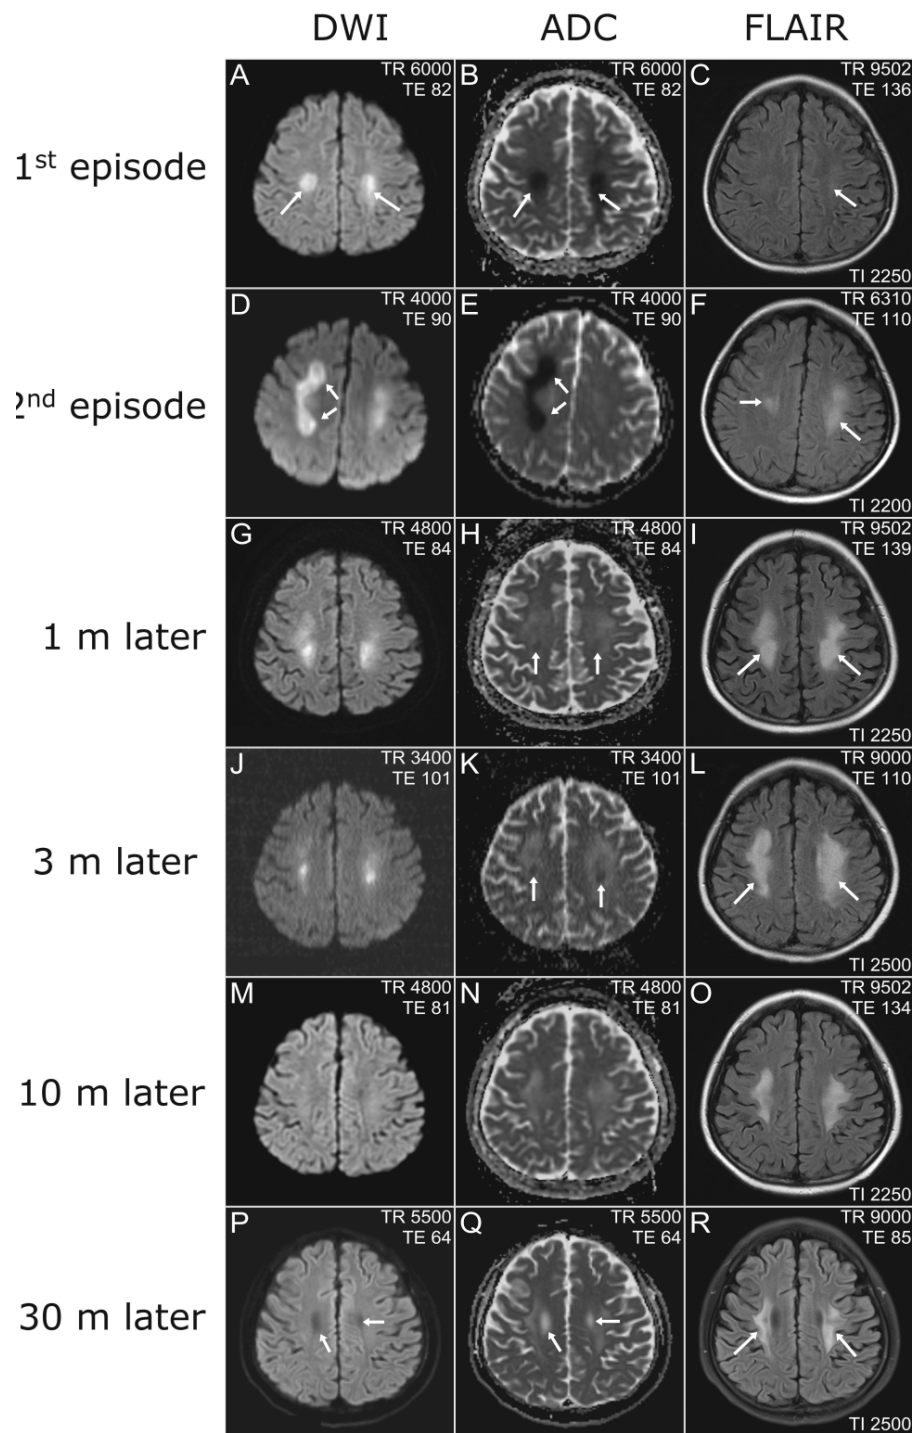 DWI ADC FLAIR
1st episode
A TR 6000 TE 82
B TR 6000 TE 82
C TR 9502 TE 136 TI 2250
2nd episode
D TR 4000 TE 90
E TR 4000 TE 90
F TR 6310 TE 110 TI 2200
1 m later
G TR 4800 TE 84
H TR 4800 TE 84
I TR 9502 TE 139 TI 2250
3 m later
J TR 3400 TE 101
K TR 3400 TE 101
L TR 9000 TE 110 TI 2500
10 m later
M TR 4800 TE 81
N TR 4800 TE 81
O TR 9502 TE 134 TI 2250
30 m later
P TR 5500 TE 64
Q TR 5500 TE 64
R TR 9000 TE 85 TI 2500